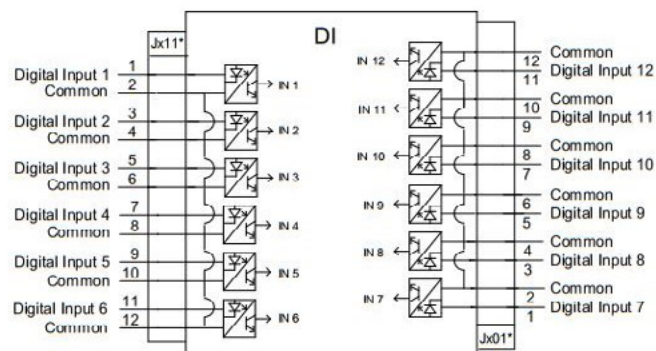 DI
Jx11*
Digital Input 1 1
Common 2
IN 1
Digital Input 2 3
Common 4
IN 2
Digital Input 3 5
Common 6
IN 3
Digital Input 4 7
Common 8
IN 4
Digital Input 5 9
Common 10
IN 5
Digital Input 6 11
Common 12
IN 6
IN 12
12 Common
11 Digital Input 12
IN 11
10 Common
9 Digital Input 11
IN 10
8 Common
7 Digital Input 10
IN 9
6 Common
5 Digital Input 9
IN 8
4 Common
3 Digital Input 8
IN 7
2 Common
1 Digital Input 7
Jx01*